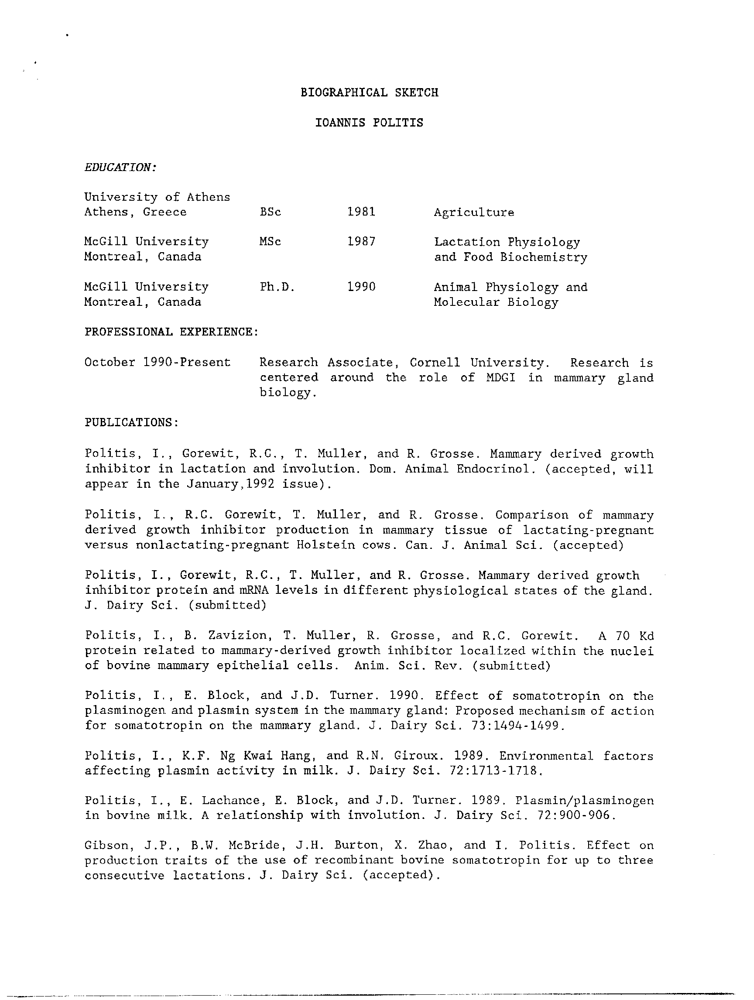 BIOGRAPHICAL SKETCH
IOANNIS POLITIS
EDUCATION:
University of Athens
Athens, Greece BSc 1981 Agriculture
McGill University MSc 1987 Lactation Physiology
Montreal, Canada and Food Biochemistry
McGill University Ph.D. 1990 Animal Physiology and
Montreal, Canada Molecular Biology
PROFESSIONAL EXPERIENCE:
October 1990-Present Research Associate, Cornell University. Research is
centered around the role of MDGI in mammary gland
biology.
PUBLICATIONS:
Politis, I., Gorewit, R.C., T. Muller, and R. Grosse. Mammary derived growth
inhibitor in lactation and involution. Dom. Animal Endocrinol. (accepted, will
appear in the January,1992 issue).
Politis, I., R.C. Gorewit, T. Muller, and R. Grosse. Comparison of mammary
derived growth inhibitor production in mammary tissue of lactating-pregnant
versus nonlactating-pregnant Holstein cows. Can. J. Animal Sci. (accepted)
Politis, I., Gorewit, R.C., T. Muller, and R. Grosse. Mammary derived growth
inhibitor protein and mRNA levels in different physiological states of the gland.
J. Dairy Sci. (submitted)
Politis, I., B. Zavizion, T. Muller, R. Grosse, and R.C. Gorewit. A 70 Kd
protein related to mammary-derived growth inhibitor localized within the nuclei
of bovine mammary epithelial cells. Anim. Sci. Rev. (submitted)
Politis, I., E. Block, and J.D. Turner. 1990. Effect of somatotropin on the
plasminogen and plasmin system in the mammary gland: Proposed mechanism of action
for somatotropin on the mammary gland. J. Dairy Sci. 73:1494-1499.
Politis, I., K.F. Ng Kwai Hang, and R.N. Giroux. 1989. Environmental factors
affecting plasmin activity in milk. J. Dairy Sci. 72:1713-1718.
Politis, I., E. Lachance, E. Block, and J.D. Turner. 1989. Plasmin/plasminogen
in bovine milk. A relationship with involution. J. Dairy Sci. 72:900-906.
Gibson, J.P., B.W. McBride, J.H. Burton, X. Zhao, and I. Politis. Effect on
production traits of the use of recombinant bovine somatotropin for up to three
consecutive lactations. J. Dairy Sci. (accepted).